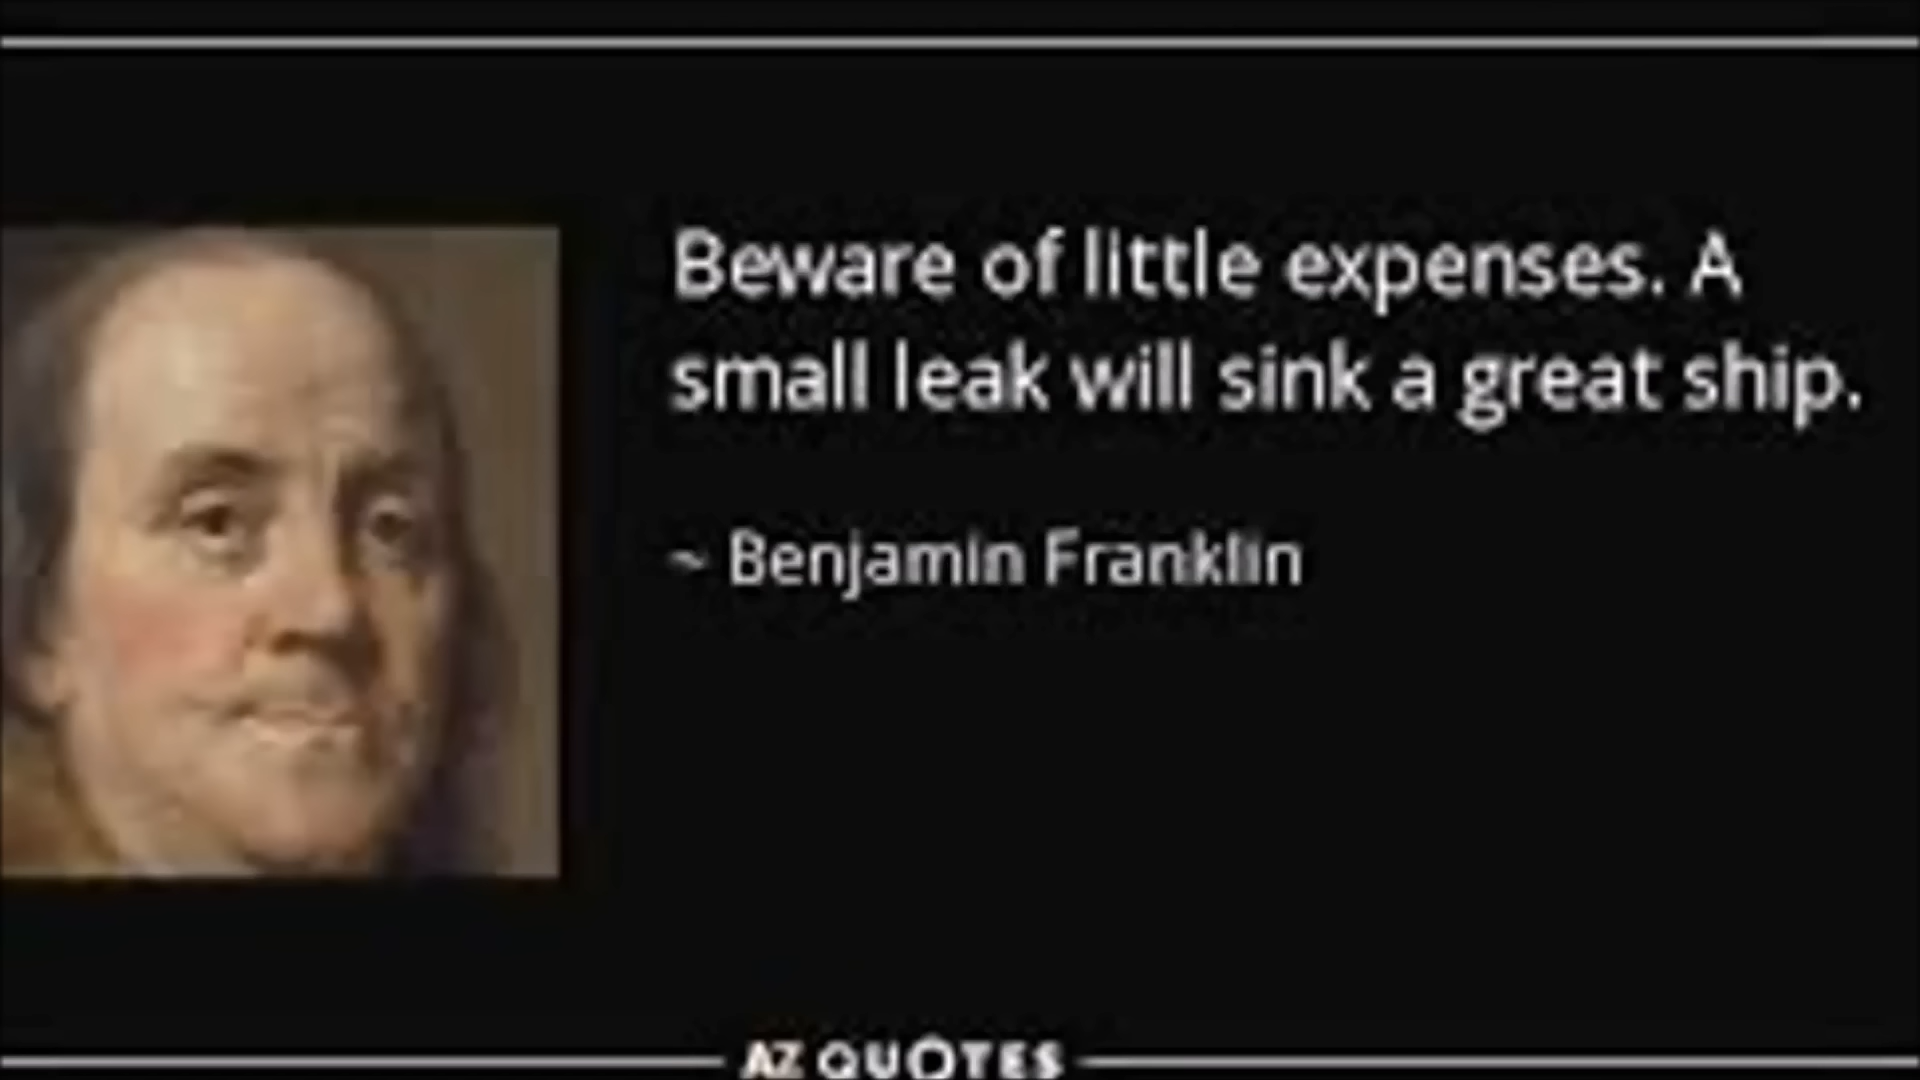 Beware of little expenses. A
small leak will sink a great ship.
~ Benjamin Franklin
AZ QUOTES